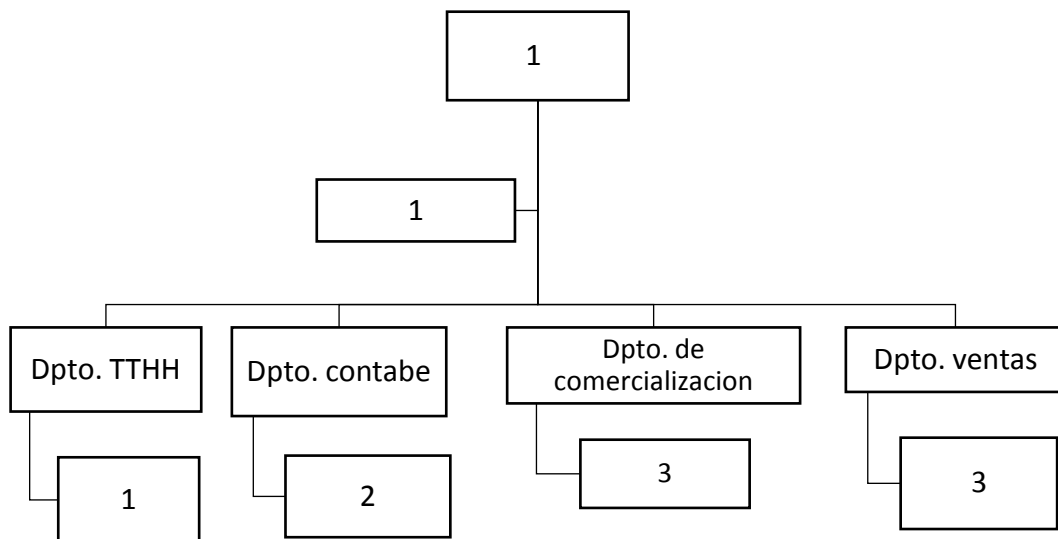 1
1
Dpto. TTHH
Dpto. contabe
Dpto. de
comercializacion
Dpto. ventas
1
2
3
3